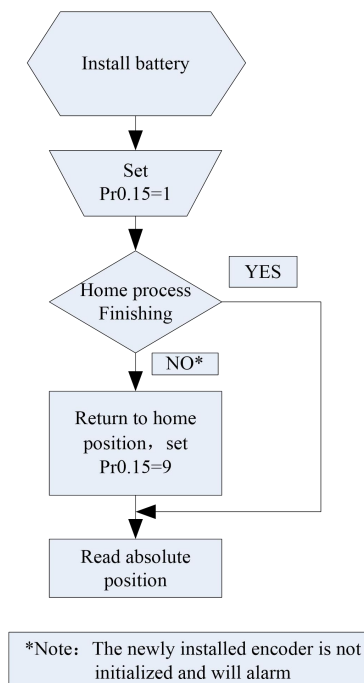 Install battery
Set
Pr0.15=1
Home process
Finishing
YES
NO*
Return to home
position，set
Pr0.15=9
Read absolute
position
*Note：The newly installed encoder is not
initialized and will alarm